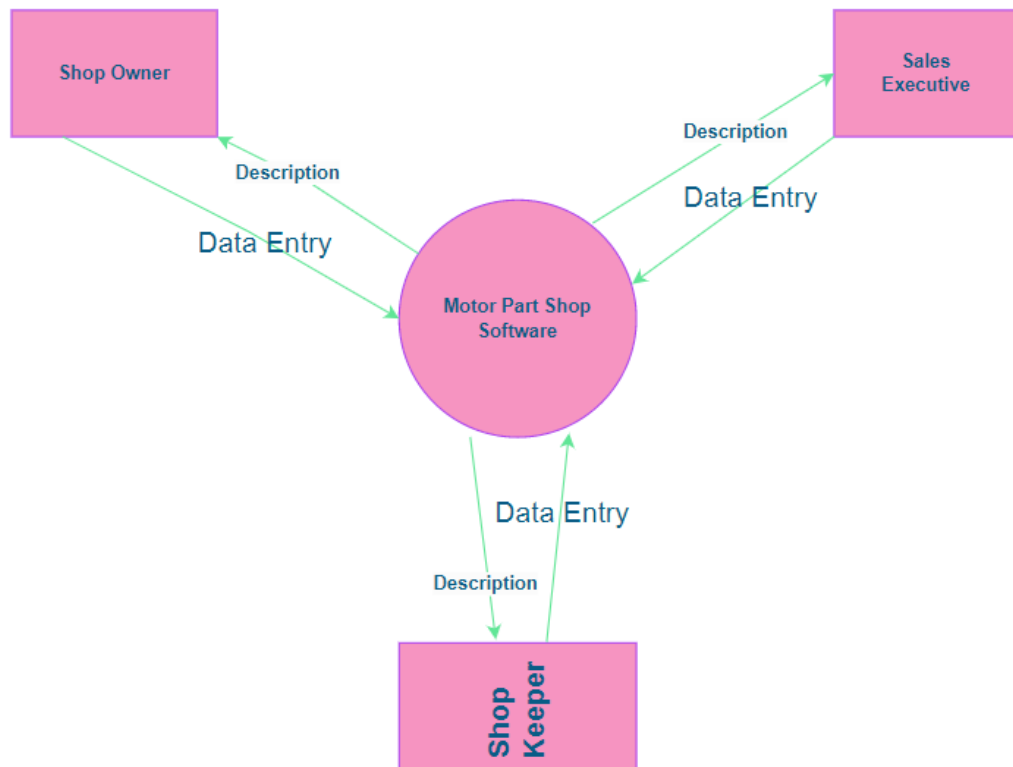 Shop Owner
Sales
Executive
Description
Description
Data Entry
Data Entry
Motor Part Shop
Software
Data Entry
Description
Shop
Keeper